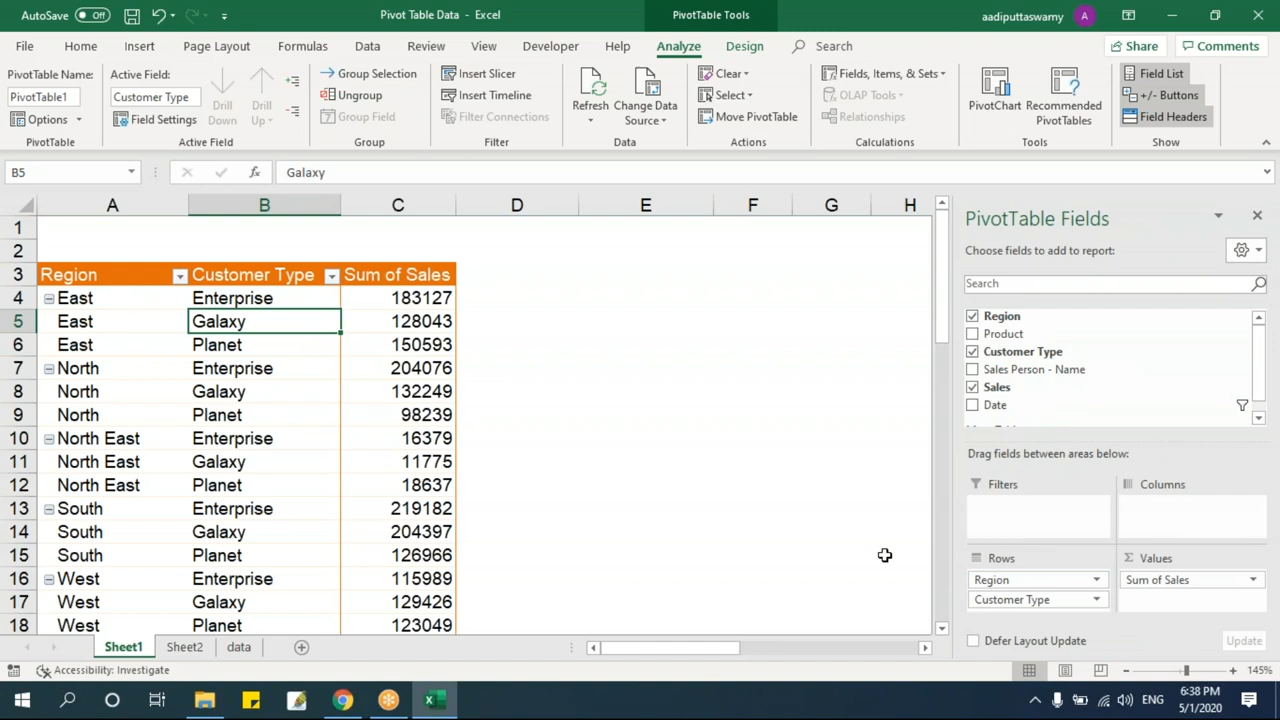 AutoSave Off Pivot Table Data - Excel PivotTable Tools aadiputtaswamy A
File Home Insert Page Layout Formulas Data Review View Developer Help Analyze Design Search Share Comments
PivotTable Name: Active Field: Group Selection Insert Slicer Clear Fields, Items, & Sets Field List
PivotTable1 Customer Type Drill Down Drill Up Ungroup Insert Timeline Refresh Change Data Source Select OLAP Tools PivotChart Recommended PivotTables +/- Buttons
Options Field Settings Group Field Filter Connections Move PivotTable Relationships Field Headers
PivotTable Active Field Group Filter Data Actions Calculations Tools Show
B5 fx Galaxy
A B C D E F G H
1
2
3 Region Customer Type Sum of Sales
4 East Enterprise 183127
5 East Galaxy 128043
6 East Planet 150593
7 North Enterprise 204076
8 North Galaxy 132249
9 North Planet 98239
10 North East Enterprise 16379
11 North East Galaxy 11775
12 North East Planet 18637
13 South Enterprise 219182
14 South Galaxy 204397
15 South Planet 126966
16 West Enterprise 115989
17 West Galaxy 129426
18 West Planet 123049
PivotTable Fields
Choose fields to add to report:
Search
Region
Product
Customer Type
Sales Person - Name
Sales
Date
Drag fields between areas below:
Filters Columns
Rows Σ Values
Region Sum of Sales
Customer Type
Defer Layout Update Update
Sheet1 Sheet2 data
Accessibility: Investigate 145%
ENG 6:38 PM
5/1/2020